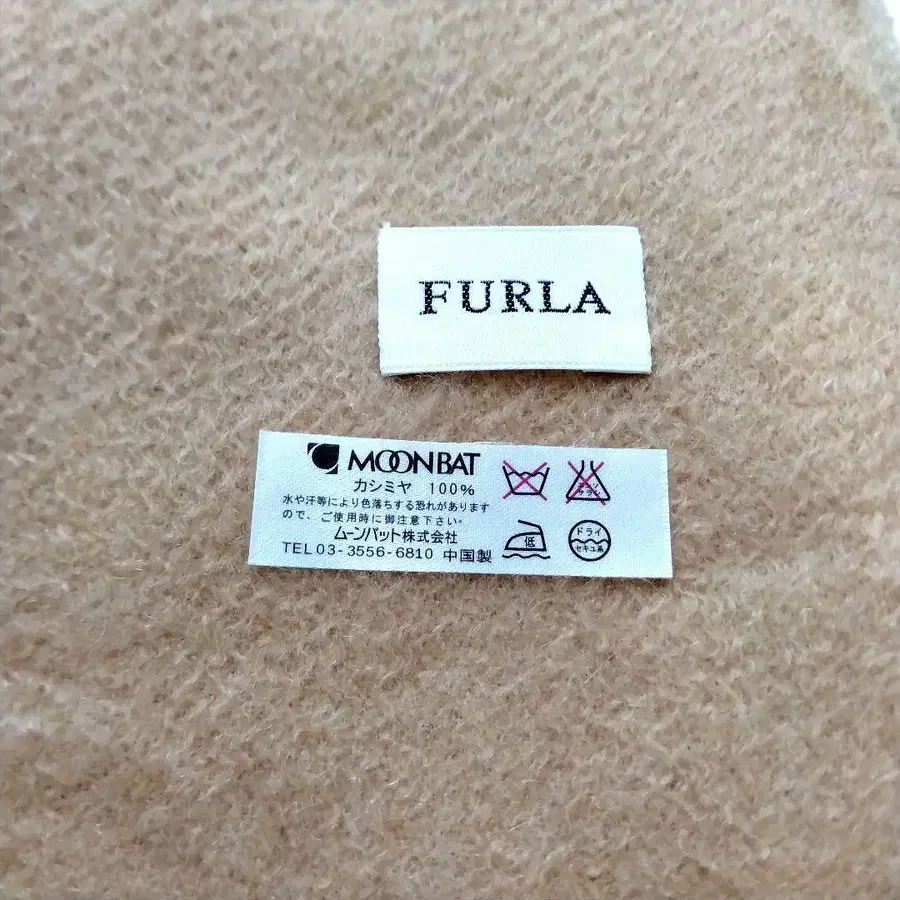 FURLA
MOONBAT
カシミヤ 100%
水や汗等により色落ちする恐れがあります
ので、ご使用時に御注意下さい。
ムーンバット株式会社
TEL 03-3556-6810 中国製
低
ドライ
セキユ系